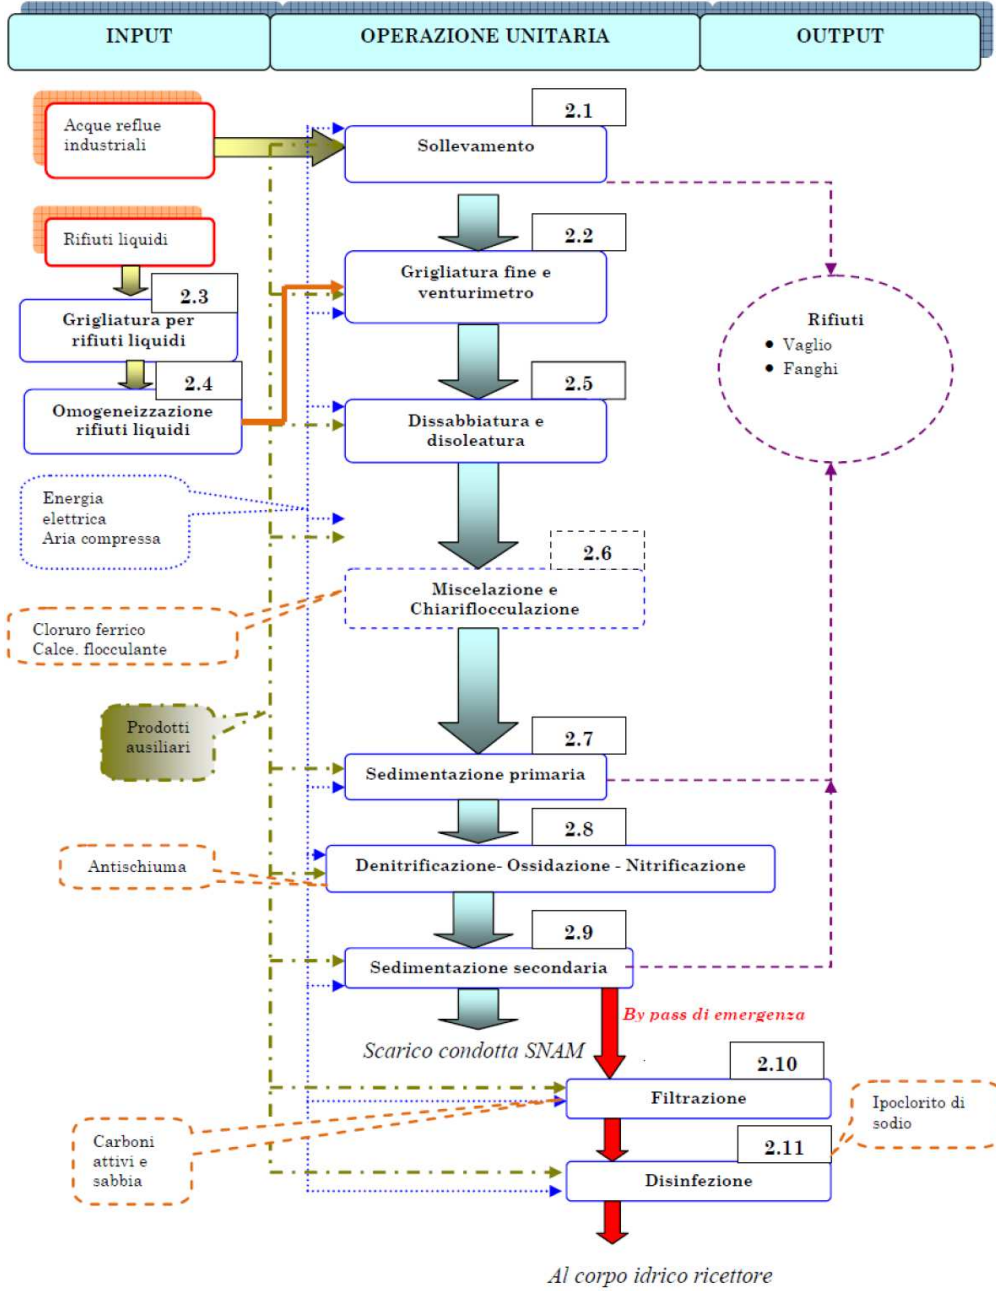 INPUT
OPERAZIONE UNITARIA
OUTPUT
2.1
Acque reflue
industriali
Sollevamento
2.2
Rifiuti liquidi
Grigliatura fine e
venturimetro
2.3
Grigliatura per
rifiuti liquidi
Rifiuti
• Vaglio
• Fanghi
2.4
Omogeneizzazione
rifiuti liquidi
2.5
Dissabbiatura e
disoleatura
Energia
elettrica
Aria compressa
2.6
Miscelazione e
Chiariflocculazione
Cloruro ferrico
Calce. flocculante
Prodotti
ausiliari
2.7
Sedimentazione primaria
2.8
Antischiuma
Denitrificazione- Ossidazione - Nitrificazione
2.9
Sedimentazione secondaria
By pass di emergenza
Scarico condotta SNAM
2.10
Filtrazione
Ipoclorito di
sodio
Carboni
attivi e
sabbia
2.11
Disinfezione
Al corpo idrico ricettore